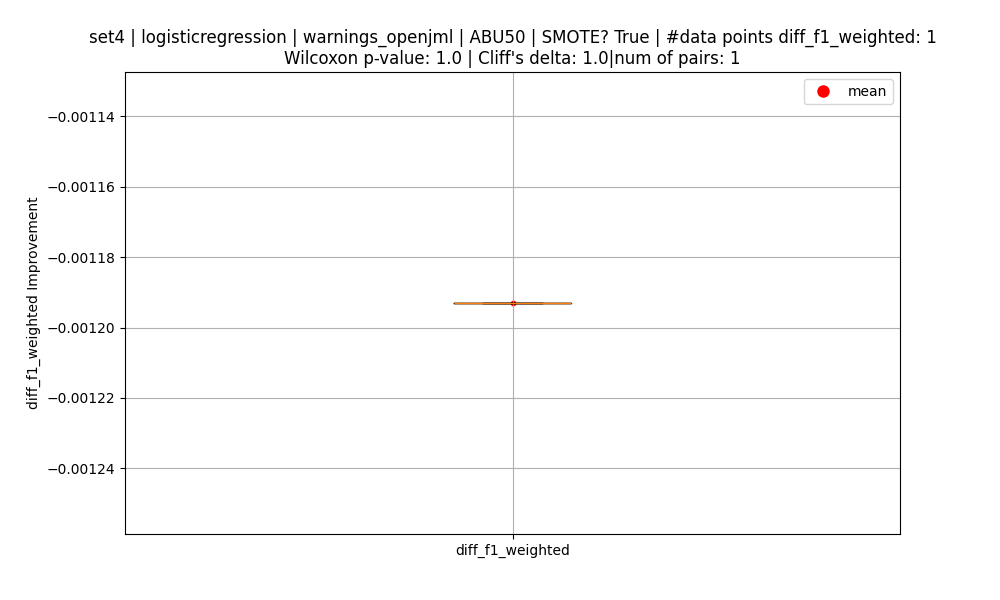 set4 | logisticregression | warnings_openjml | ABU50 | SMOTE? True | #data points diff_f1_weighted: 1
Wilcoxon p-value: 1.0 | Cliff's delta: 1.0|num of pairs: 1
mean
−0.00114
−0.00116
−0.00118
−0.00120
−0.00122
−0.00124
diff_f1_weighted Improvement
diff_f1_weighted